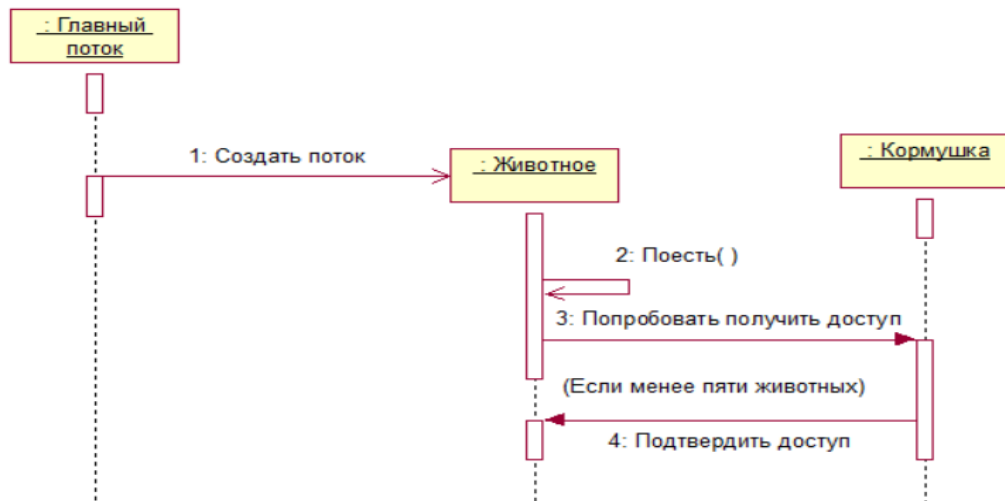 : Главный
поток
1: Создать поток
: Животное
: Кормушка
2: Поесть( )
3: Попробовать получить доступ
(Если менее пяти животных)
4: Подтвердить доступ